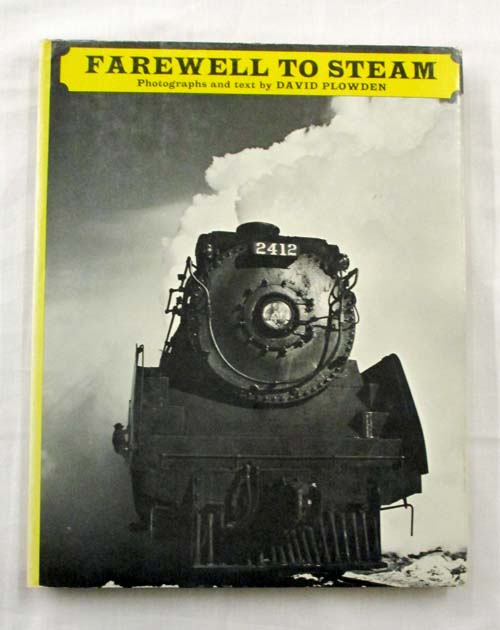 FAREWELL TO STEAM
Photographs and text by DAVID PLOWDEN
2412